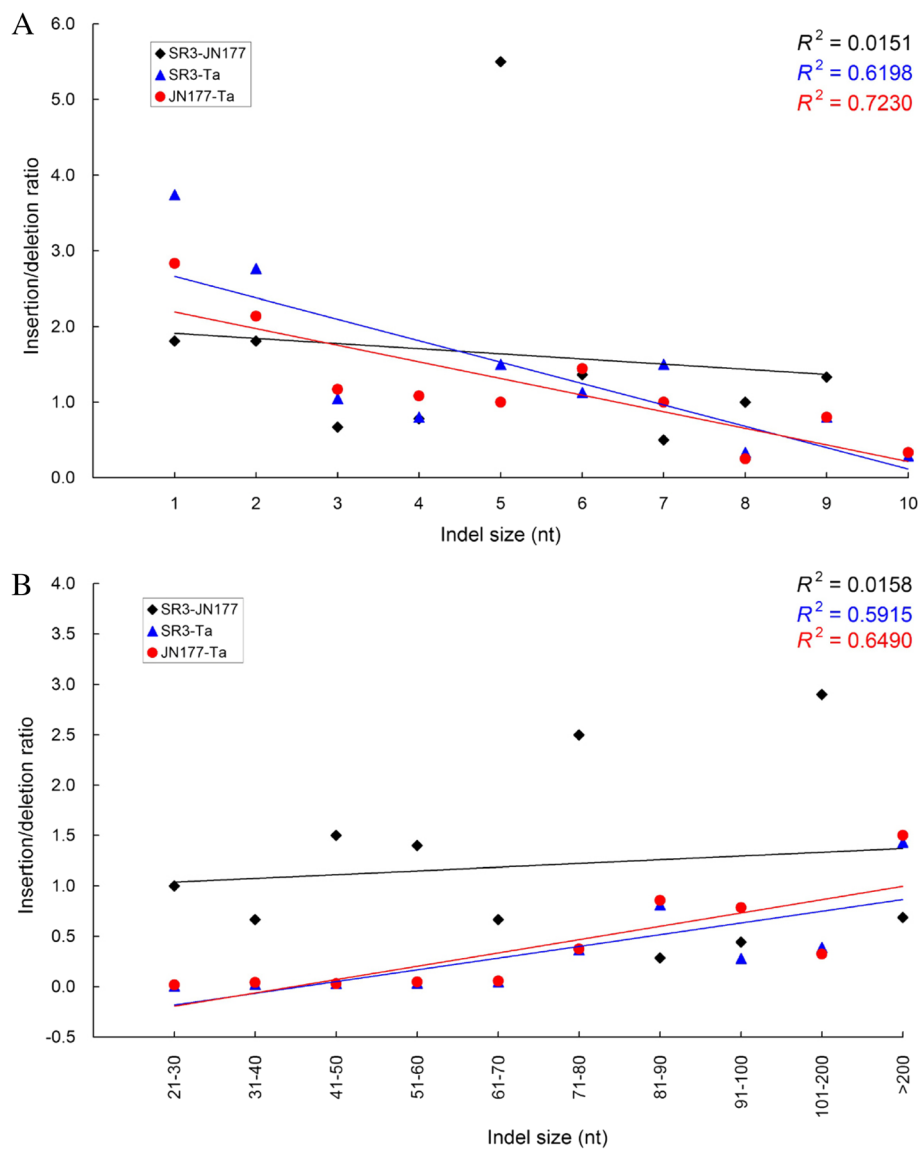 A
6.0
5.0
4.0
3.0
2.0
1.0
0.0
Insertion/deletion ratio
SR3-JN177
SR3-Ta
JN177-Ta
R² = 0.0151
R² = 0.6198
R² = 0.7230
1 2 3 4 5 6 7 8 9 10
Indel size (nt)
B
4.0
3.5
3.0
2.5
2.0
1.5
1.0
0.5
0.0
-0.5
Insertion/deletion ratio
SR3-JN177
SR3-Ta
JN177-Ta
R² = 0.0158
R² = 0.5915
R² = 0.6490
21-30
31-40
41-50
51-60
61-70
71-80
81-90
91-100
101-200
>200
Indel size (nt)